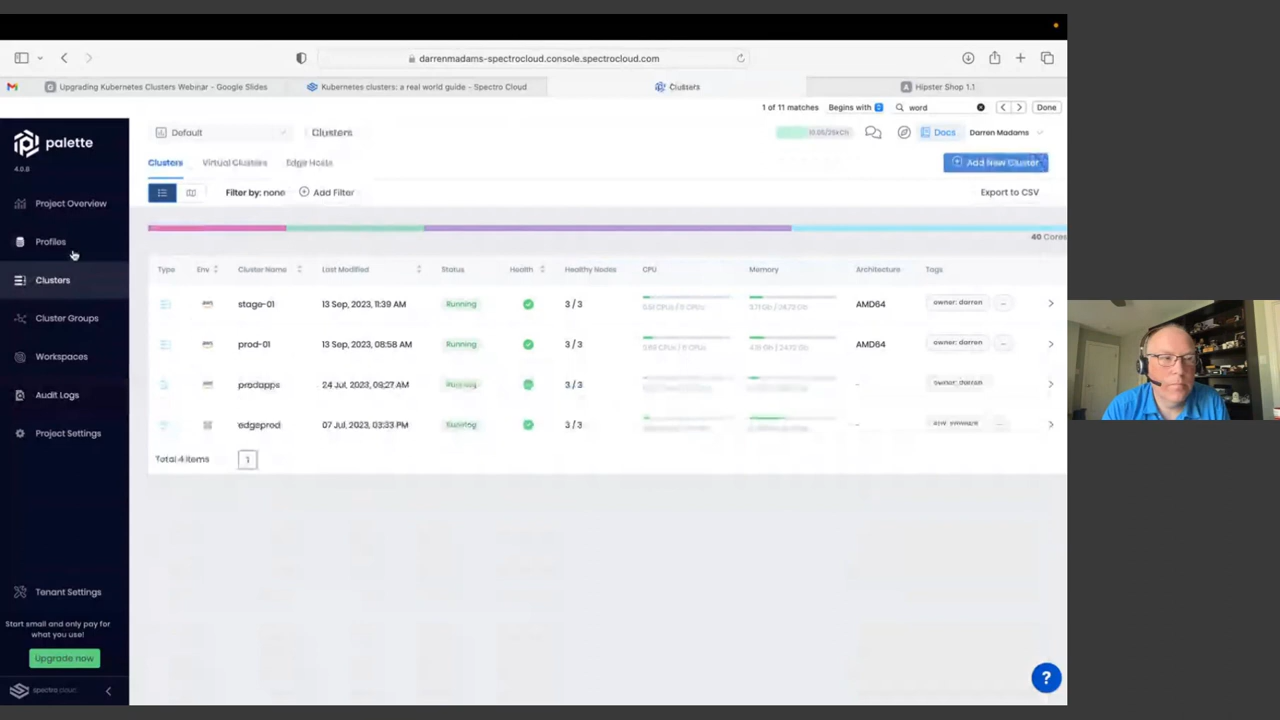 darrenmadams-spectrocloud.console.spectrocloud.com
Upgrading Kubernetes Clusters Webinar - Google Slides
Kubernetes clusters: a real world guide - Spectro Cloud
Clusters
Hipster Shop 1.1
1 of 11 matches
Begins with
word
Done
palette
4.0.8
Default
Clusters
Docs
Darren Madams
Clusters
Virtual Clusters
Edge Hosts
Add New Cluster
Filter by: none
Add Filter
Export to CSV
Project Overview
Profiles
Clusters
Cluster Groups
Workspaces
Audit Logs
Project Settings
40 Cores
Type Env Cluster Name Last Modified Status Health Healthy Nodes CPU Memory Architecture Tags
stage-01 13 Sep, 2023, 11:39 AM Running 3 / 3 AMD64 owner: darren ...
prod-01 13 Sep, 2023, 08:58 AM Running 3 / 3 AMD64 owner: darren ...
prodapps 24 Jul, 2023, 09:27 AM Running 3 / 3 - owner: darren
edgeprod 07 Jul, 2023, 03:33 PM Running 3 / 3 -
Total 4 items
1
Tenant Settings
Start small and only pay for
what you use!
Upgrade now
spectro cloud
?